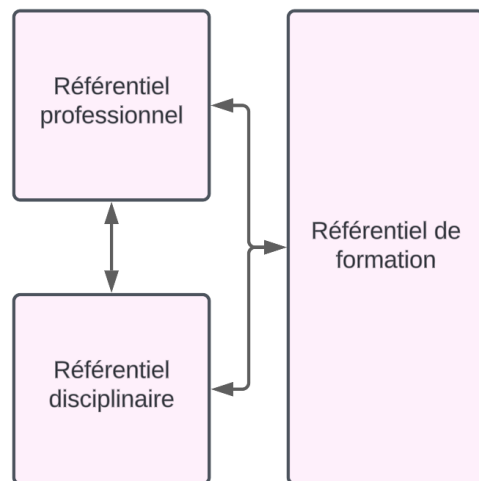 Référentiel
professionnel
Référentiel de
formation
Référentiel
disciplinaire